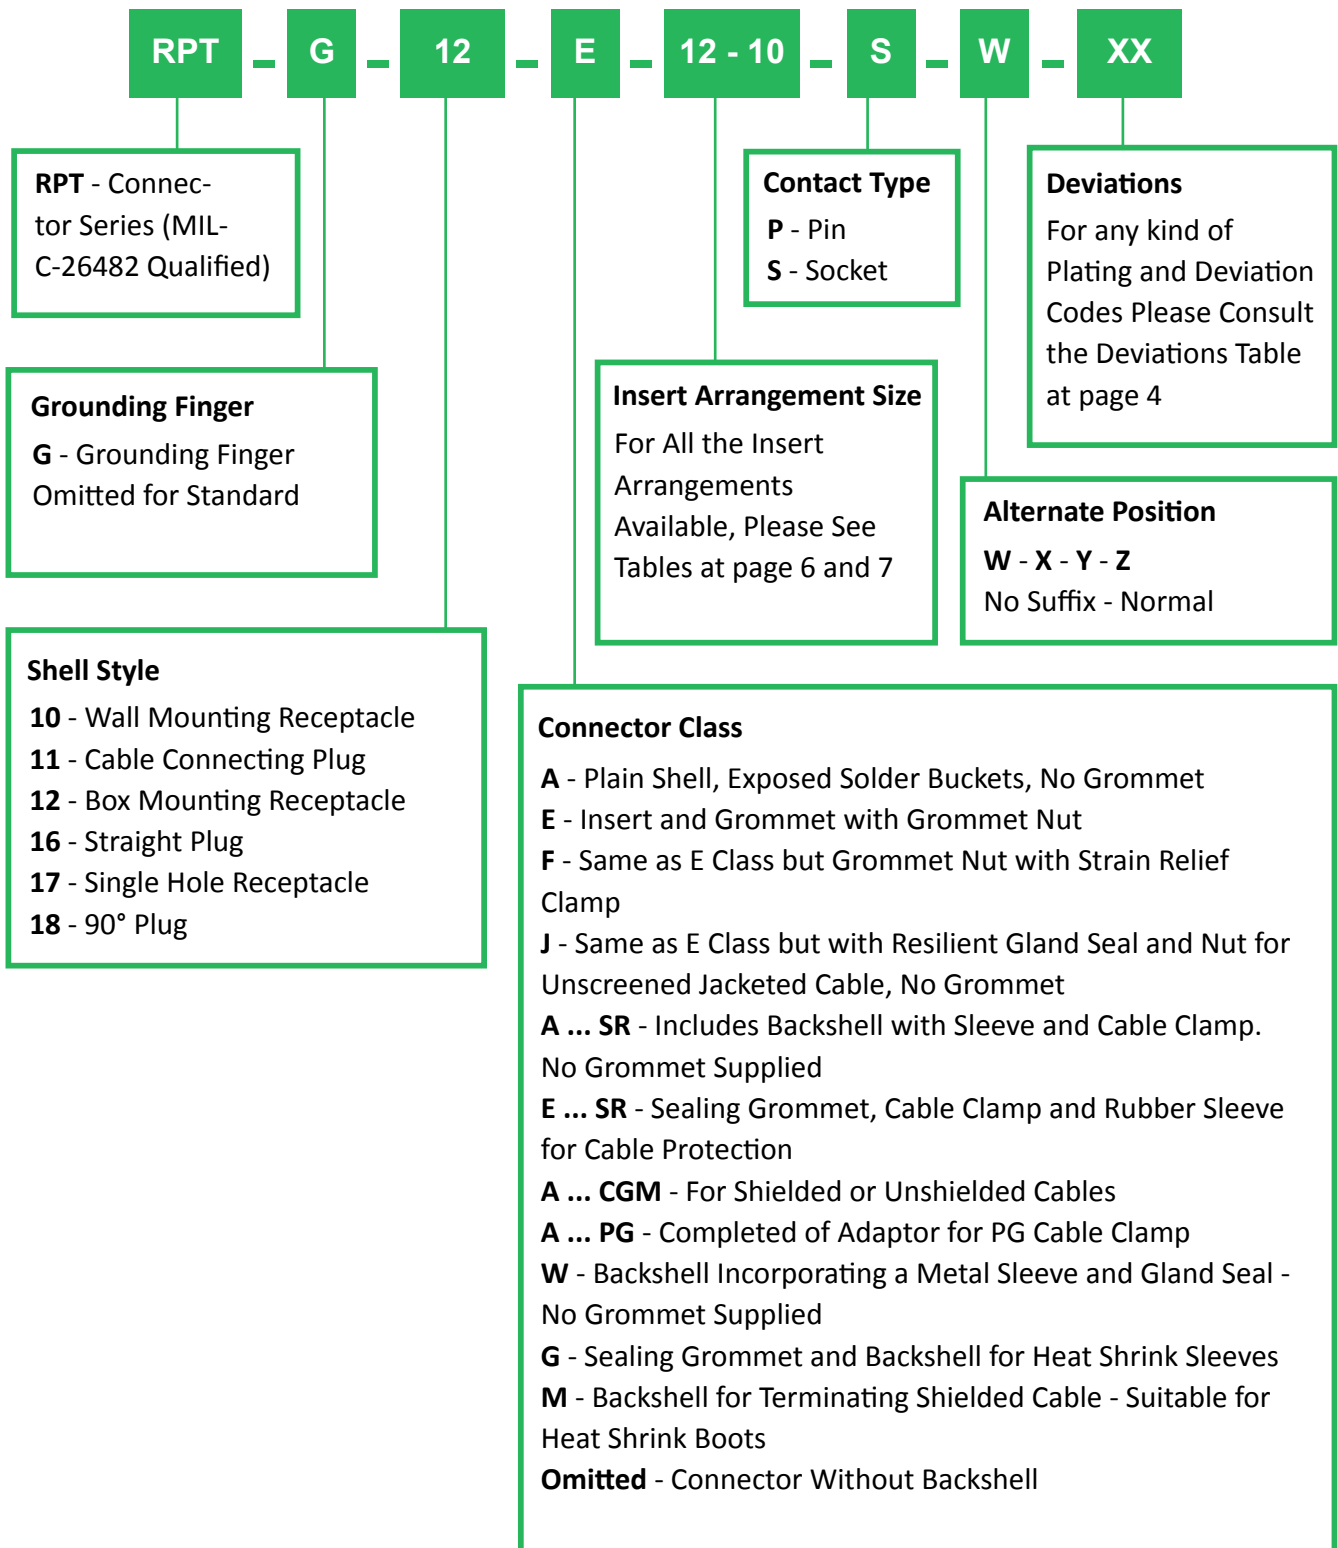 RPT - G - 12 - E - 12 - 10 - S - W - XX
RPT - Connec-
tor Series (MIL-
C-26482 Qualified)
Contact Type
P - Pin
S - Socket
Deviations
For any kind of
Plating and Deviation
Codes Please Consult
the Deviations Table
at page 4
Grounding Finger
G - Grounding Finger
Omitted for Standard
Insert Arrangement Size
For All the Insert
Arrangements
Available, Please See
Tables at page 6 and 7
Alternate Position
W - X - Y - Z
No Suffix - Normal
Shell Style
10 - Wall Mounting Receptacle
11 - Cable Connecting Plug
12 - Box Mounting Receptacle
16 - Straight Plug
17 - Single Hole Receptacle
18 - 90° Plug
Connector Class
A - Plain Shell, Exposed Solder Buckets, No Grommet
E - Insert and Grommet with Grommet Nut
F - Same as E Class but Grommet Nut with Strain Relief
Clamp
J - Same as E Class but with Resilient Gland Seal and Nut for
Unscreened Jacketed Cable, No Grommet
A ... SR - Includes Backshell with Sleeve and Cable Clamp.
No Grommet Supplied
E ... SR - Sealing Grommet, Cable Clamp and Rubber Sleeve
for Cable Protection
A ... CGM - For Shielded or Unshielded Cables
A ... PG - Completed of Adaptor for PG Cable Clamp
W - Backshell Incorporating a Metal Sleeve and Gland Seal -
No Grommet Supplied
G - Sealing Grommet and Backshell for Heat Shrink Sleeves
M - Backshell for Terminating Shielded Cable - Suitable for
Heat Shrink Boots
Omitted - Connector Without Backshell